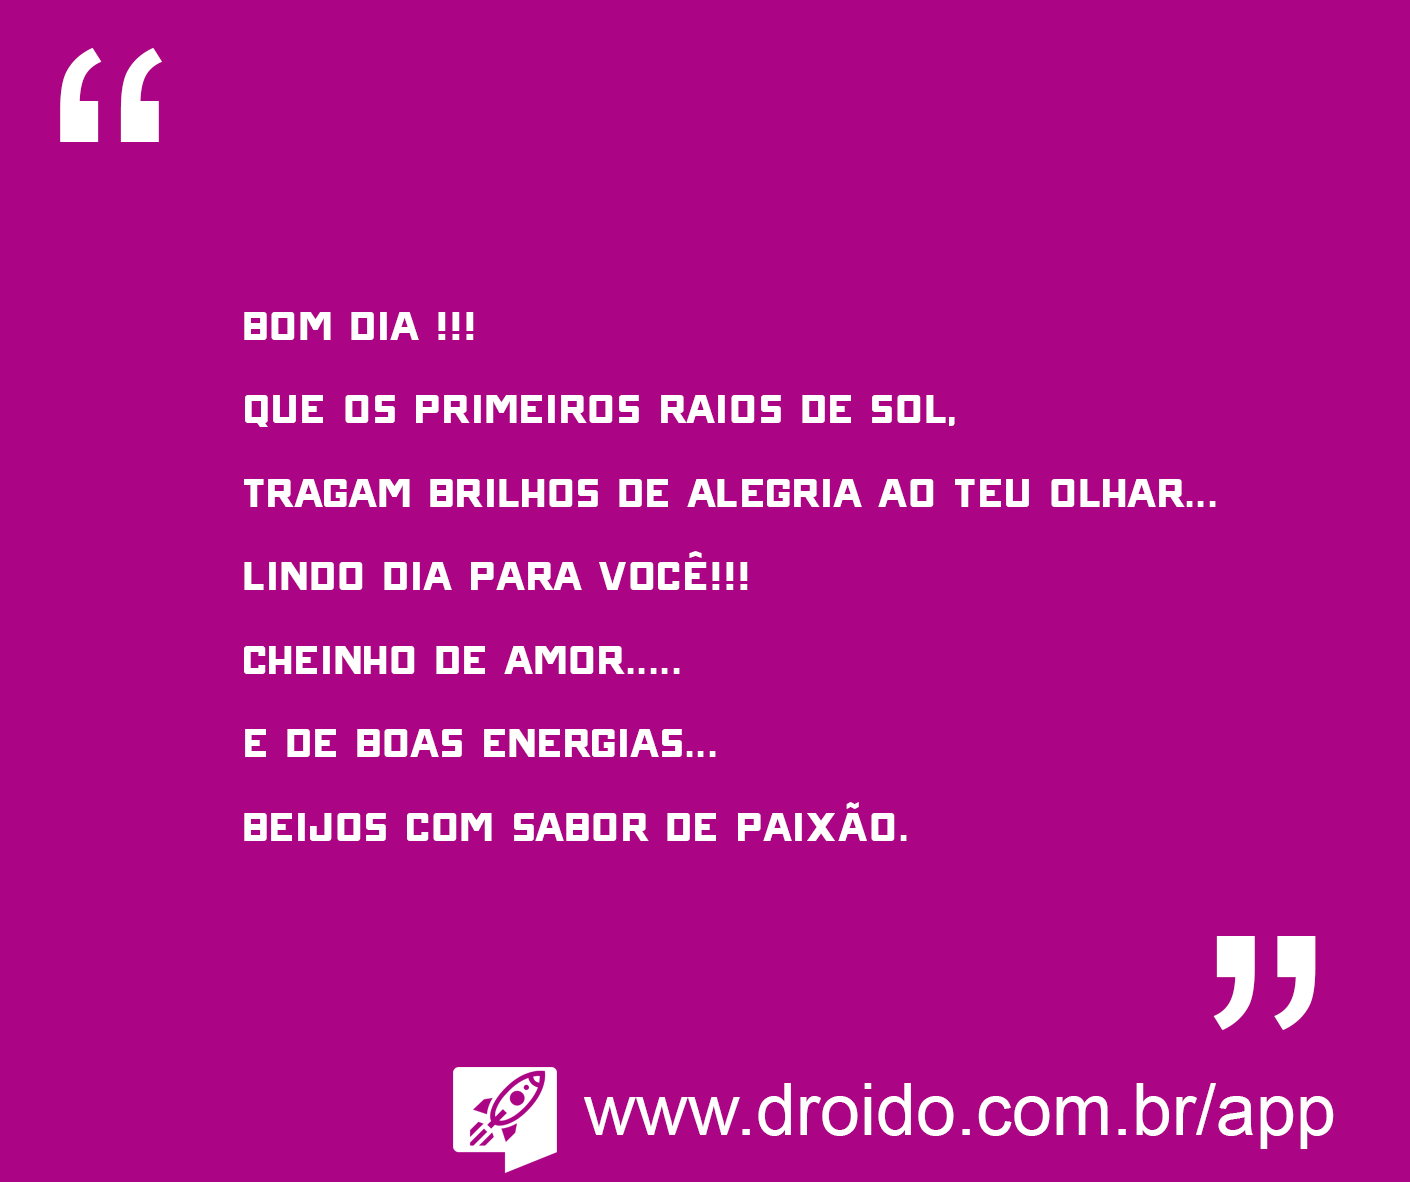 “
BOM DIA !!!
QUE OS PRIMEIROS RAIOS DE SOL,
TRAGAM BRILHOS DE ALEGRIA AO TEU OLHAR...
LINDO DIA PARA VOCÊ!!!
CHEINHO DE AMOR.....
E DE BOAS ENERGIAS...
BEIJOS COM SABOR DE PAIXÃO.
”
www.droido.com.br/app